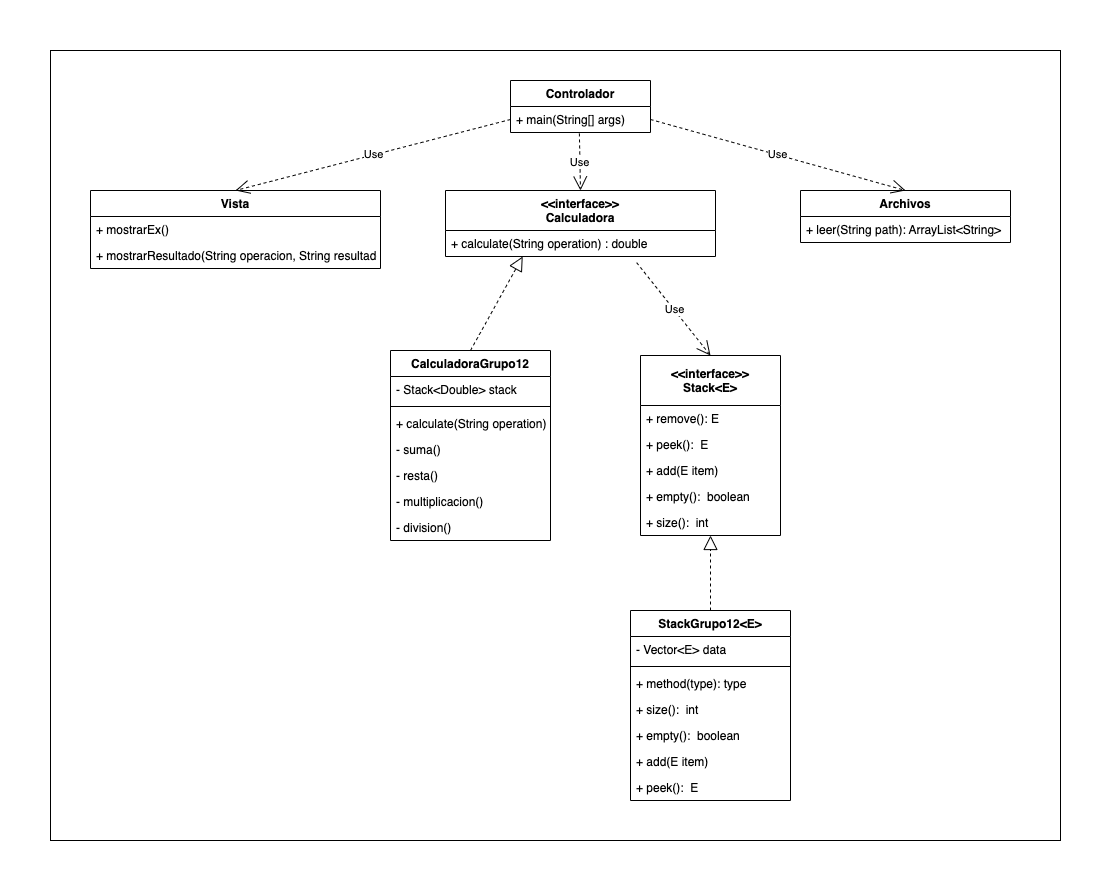 Controlador
+ main(String[] args)
Use
Use
Use
Vista
+ mostrarEx()
+ mostrarResultado(String operacion, String resultad
<<interface>>
Calculadora
+ calculate(String operation) : double
Archivos
+ leer(String path): ArrayList<String>
Use
CalculadoraGrupo12
- Stack<Double> stack
+ calculate(String operation)
- suma()
- resta()
- multiplicacion()
- division()
<<interface>>
Stack<E>
+ remove(): E
+ peek():  E
+ add(E item)
+ empty():  boolean
+ size():  int
StackGrupo12<E>
- Vector<E> data
+ method(type): type
+ size():  int
+ empty():  boolean
+ add(E item)
+ peek():  E